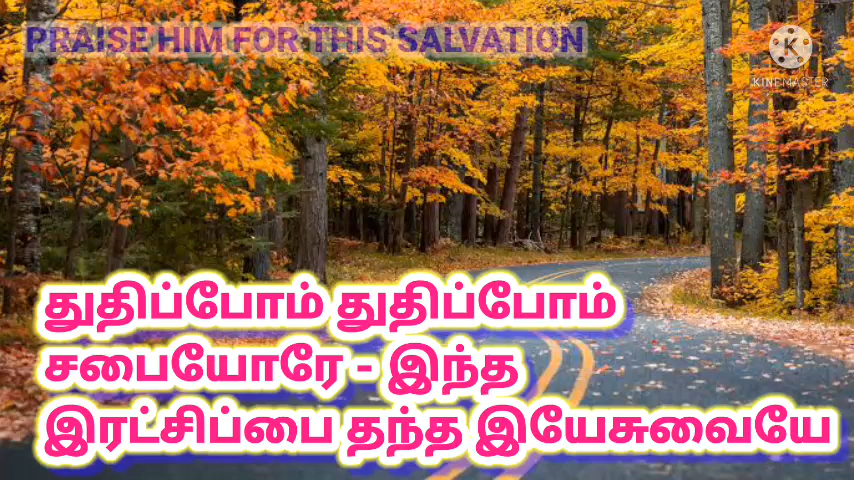 PRAISE HIM FOR THIS SALVATION
KINEMASTER
துதிப்போம் துதிப்போம்
சபையோரே - இந்த
இரட்சிப்பை தந்த இயேசுவையே